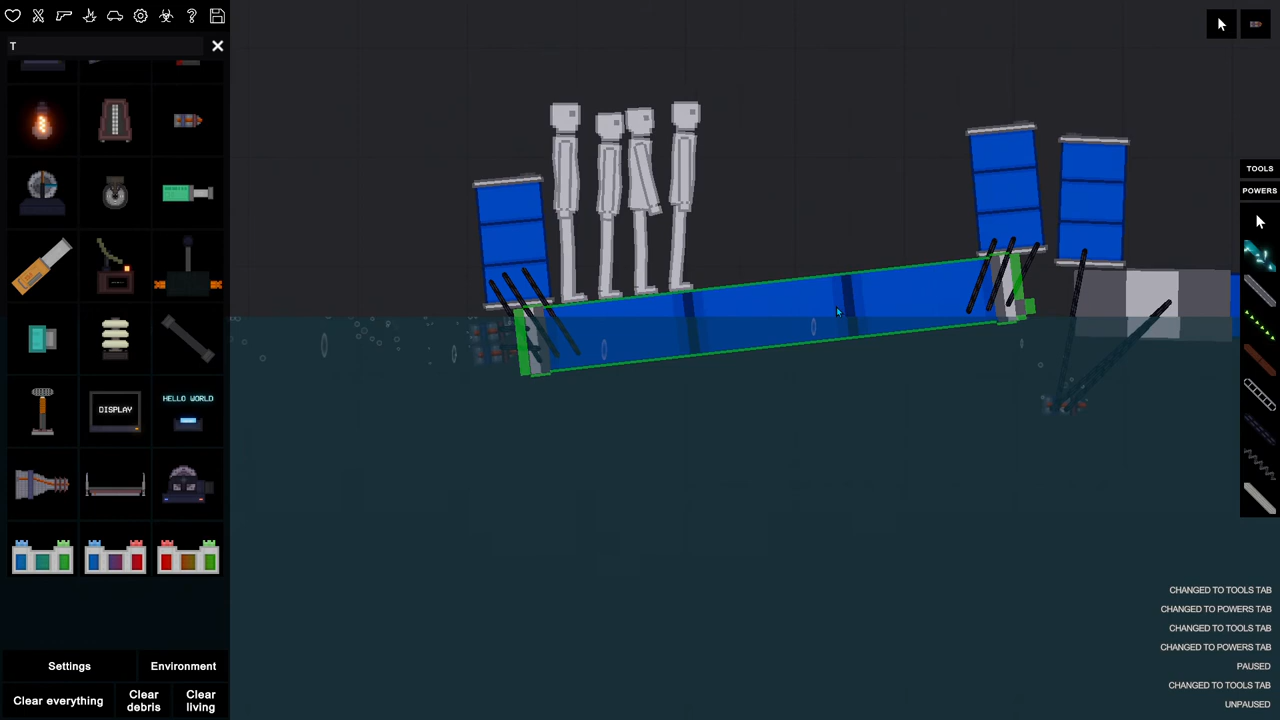 T
TOOLS
POWERS
DISPLAY
HELLO WORLD
CHANGED TO TOOLS TAB
CHANGED TO POWERS TAB
CHANGED TO TOOLS TAB
CHANGED TO POWERS TAB
PAUSED
CHANGED TO TOOLS TAB
UNPAUSED
Settings
Environment
Clear everything
Clear debris
Clear living